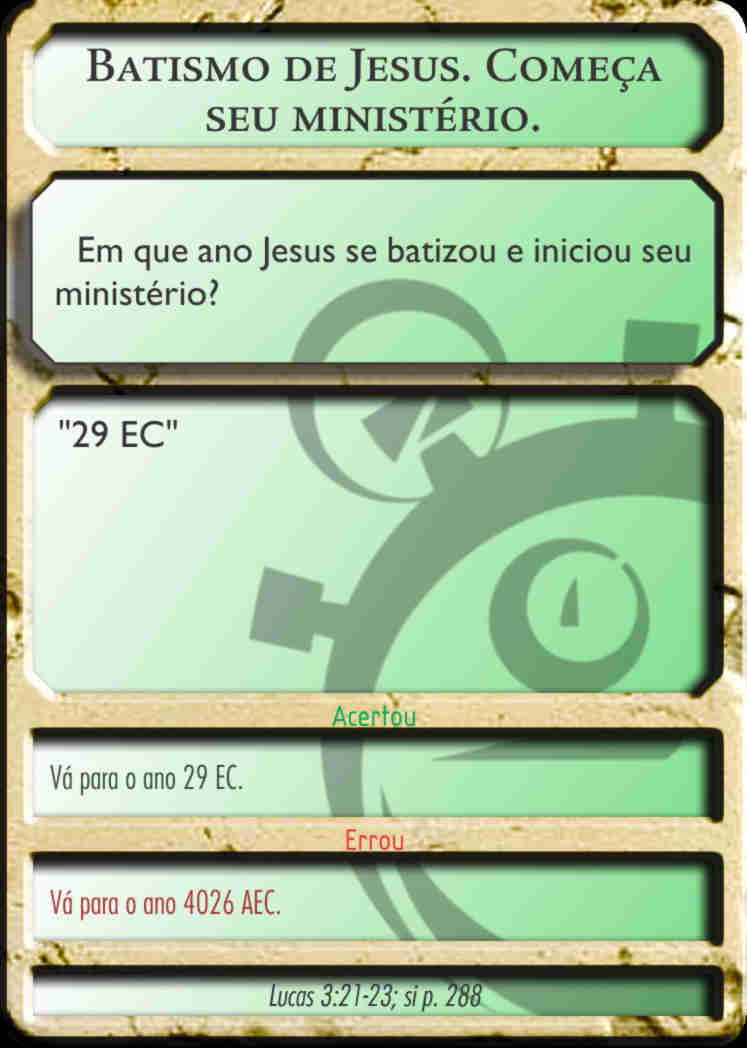 Batismo de Jesus. Começa
seu ministério.
Em que ano Jesus se batizou e iniciou seu
ministério?
"29 EC"
Acertou
Vá para o ano 29 EC.
Errou
Vá para o ano 4026 AEC.
Lucas 3:21-23; si p. 288